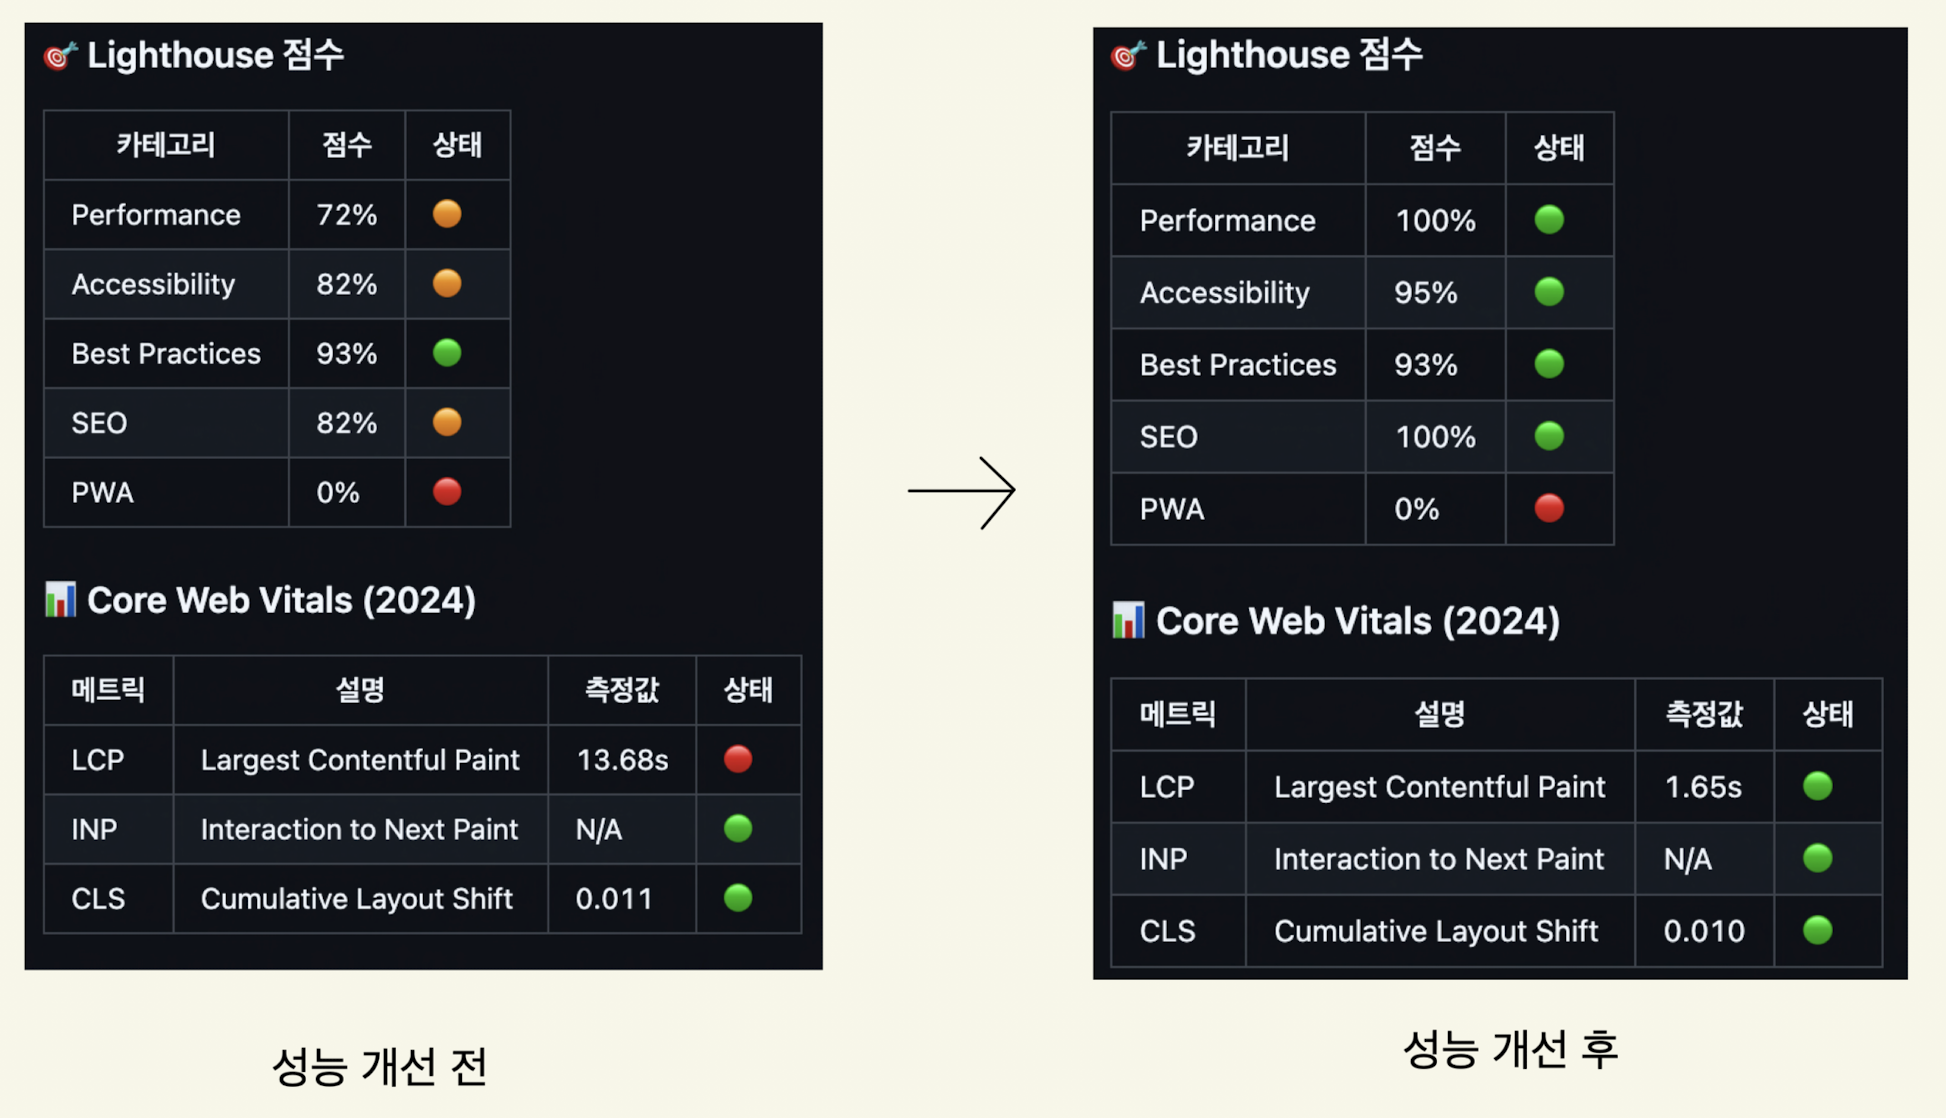 🎯 Lighthouse 점수
카테고리 점수 상태
Performance 72% 🟠
Accessibility 82% 🟠
Best Practices 93% 🟢
SEO 82% 🟠
PWA 0% 🔴
📊 Core Web Vitals (2024)
메트릭 설명 측정값 상태
LCP Largest Contentful Paint 13.68s 🔴
INP Interaction to Next Paint N/A 🟢
CLS Cumulative Layout Shift 0.011 🟢
성능 개선 전
🎯 Lighthouse 점수
카테고리 점수 상태
Performance 100% 🟢
Accessibility 95% 🟢
Best Practices 93% 🟢
SEO 100% 🟢
PWA 0% 🔴
📊 Core Web Vitals (2024)
메트릭 설명 측정값 상태
LCP Largest Contentful Paint 1.65s 🟢
INP Interaction to Next Paint N/A 🟢
CLS Cumulative Layout Shift 0.010 🟢
성능 개선 후